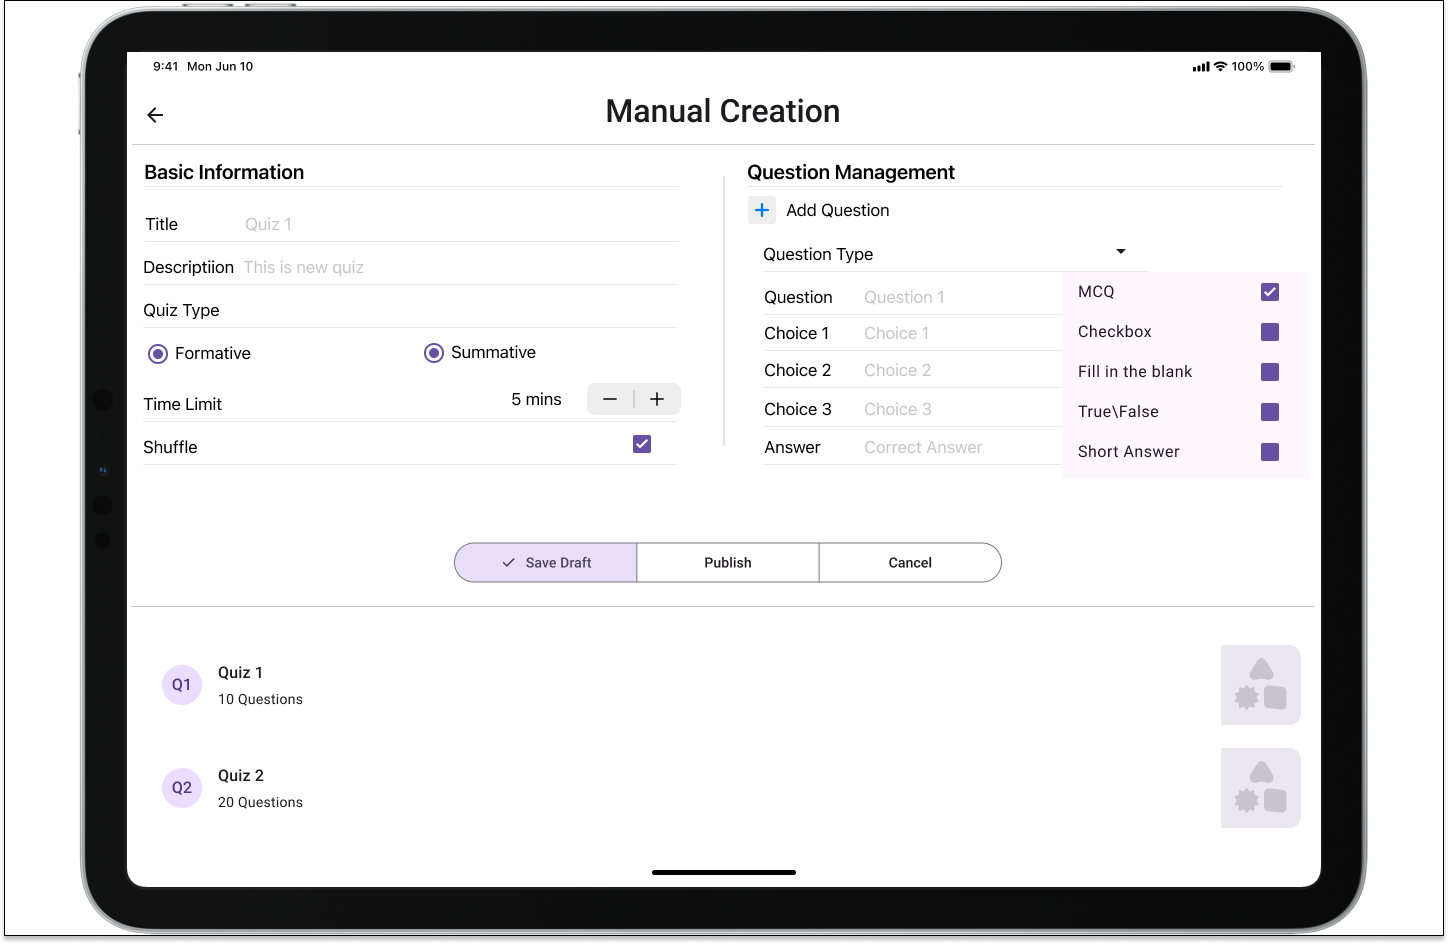 9:41 Mon Jun 10
100%
Manual Creation
Basic Information
Title Quiz 1
Descriptiion This is new quiz
Quiz Type
Formative Summative
Time Limit 5 mins
Shuffle
Question Management
Add Question
Question Type
Question Question 1
Choice 1 Choice 1
Choice 2 Choice 2
Choice 3 Choice 3
Answer Correct Answer
MCQ
Checkbox
Fill in the blank
True\False
Short Answer
Save Draft Publish Cancel
Q1
Quiz 1
10 Questions
Q2
Quiz 2
20 Questions